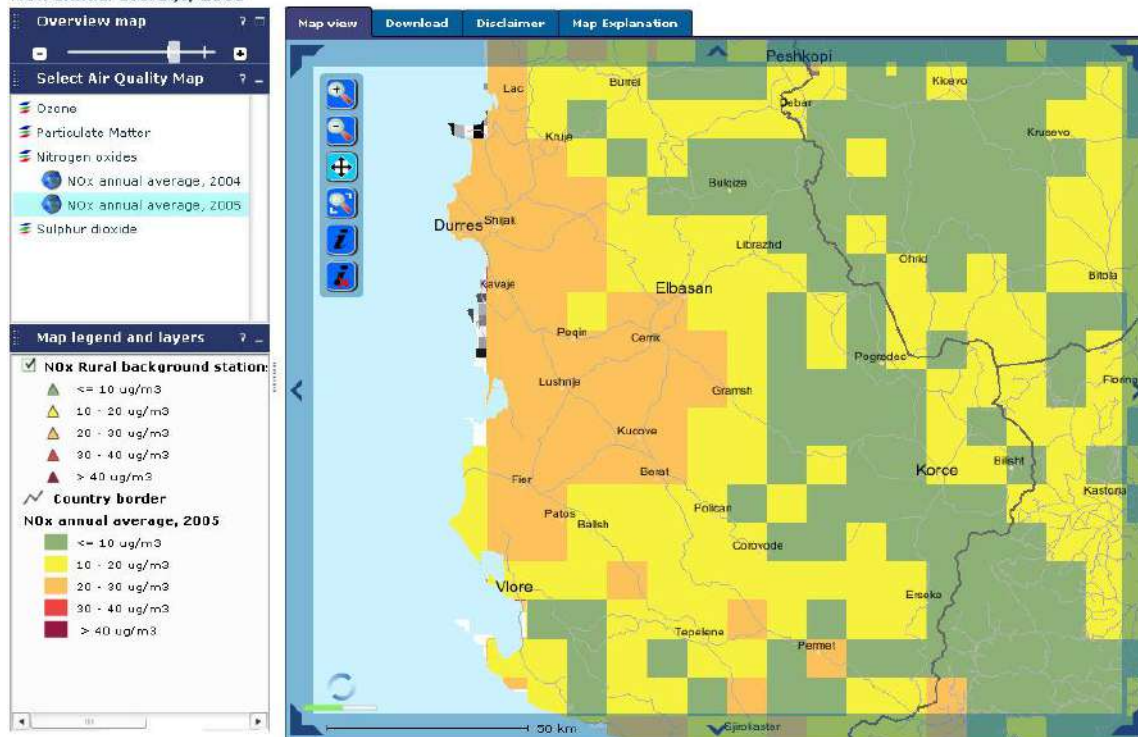 Overview map ?
Select Air Quality Map ? _
Ozone
Particulate Matter
Nitrogen oxides
NOx annual average, 2004
NOx annual average, 2005
Sulphur dioxide
Map legend and layers ? _
NOx Rural background stations
<= 10 ug/m3
10 - 20 ug/m3
20 - 30 ug/m3
30 - 40 ug/m3
> 40 ug/m3
Country border
NOx annual average, 2005
<= 10 ug/m3
10 - 20 ug/m3
20 - 30 ug/m3
30 - 40 ug/m3
> 40 ug/m3
Map view Download Disclaimer Map Explanation
Peshkopi
Lac
Burrel
Kicevo
Debar
Kruje
Krusevo
Bulqize
Durres
Shijak
Librazhd
Ohrid
Bitola
Kavaje
Elbasan
Peqin
Cerrik
Pogradec
Lushnje
Gramsh
Florina
Kucove
Fier
Berat
Korce
Bilisht
Kastoria
Patos
Ballsh
Polican
Corovode
Vlore
Erseke
Tepelene
Permet
50 km
Gjirokaster